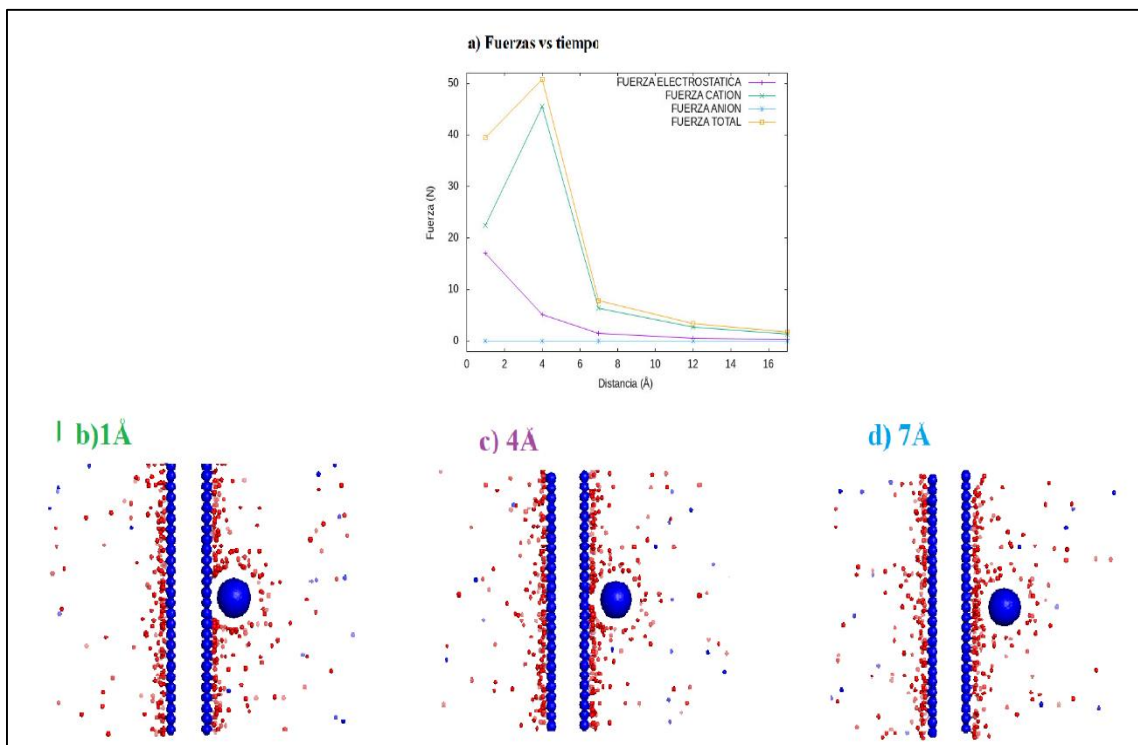 a) Fuerzas vs tiempo
FUERZA ELECTROSTATICA
FUERZA CATION
FUERZA ANION
FUERZA TOTAL
50
40
30
20
10
0
Fuerza (N)
0 2 4 6 8 10 12 14 16
Distancia (Å)
b)1Å
c) 4Å
d) 7Å